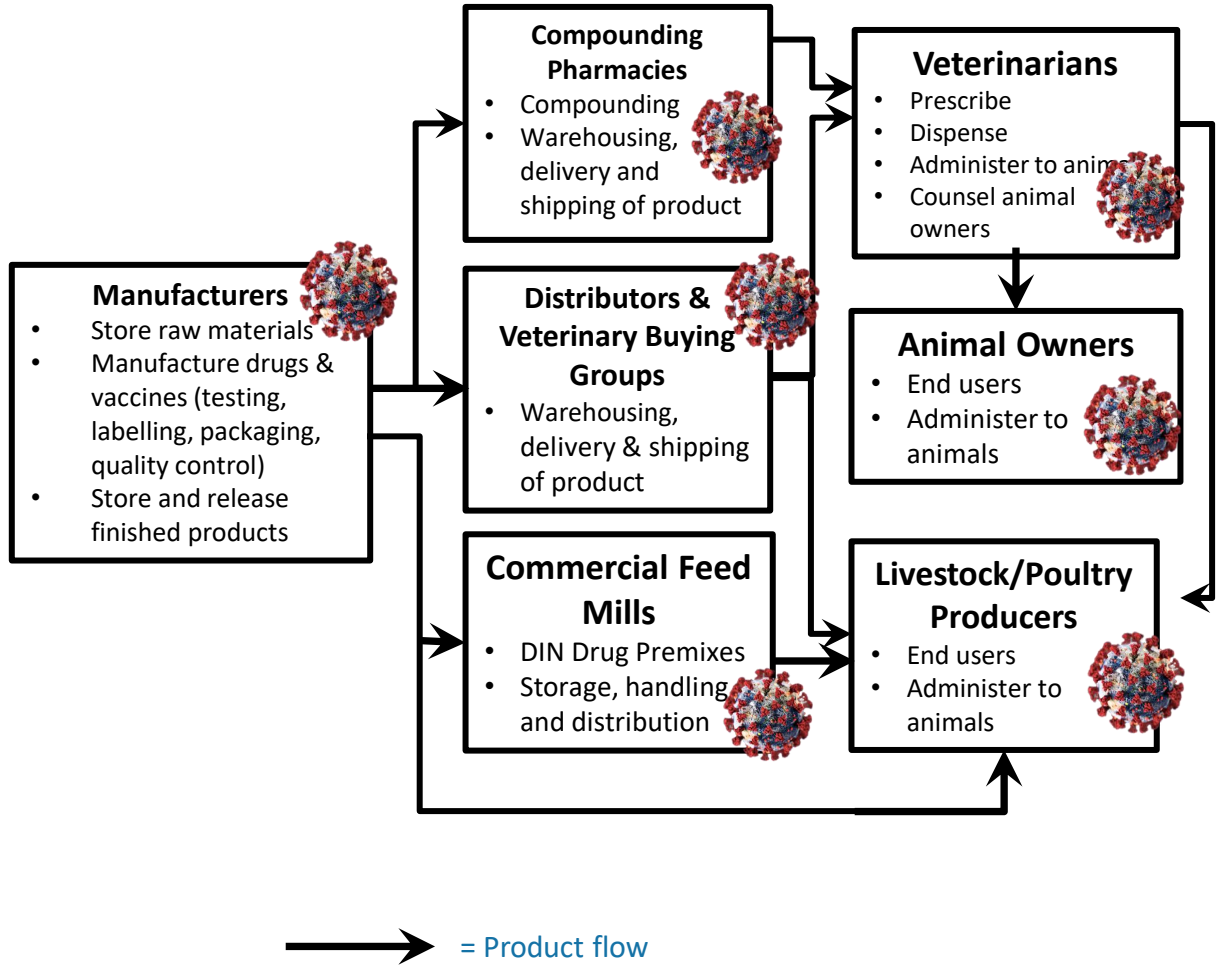 Compounding
Pharmacies
• Compounding
• Warehousing,
delivery and
shipping of product
Veterinarians
• Prescribe
• Dispense
• Administer to
• Counsel animal
owners
Manufacturers
• Store raw materials
• Manufacture drugs &
vaccines (testing,
labelling, packaging,
quality control)
• Store and release
finished products
Distributors &
Veterinary Buying
Groups
• Warehousing,
delivery & shipping
of product
Animal Owners
• End users
• Administer to
animals
Commercial Feed
Mills
• DIN Drug Premixes
• Storage, handling
and distribution
Livestock/Poultry
Producers
• End users
• Administer to
animals
= Product flow